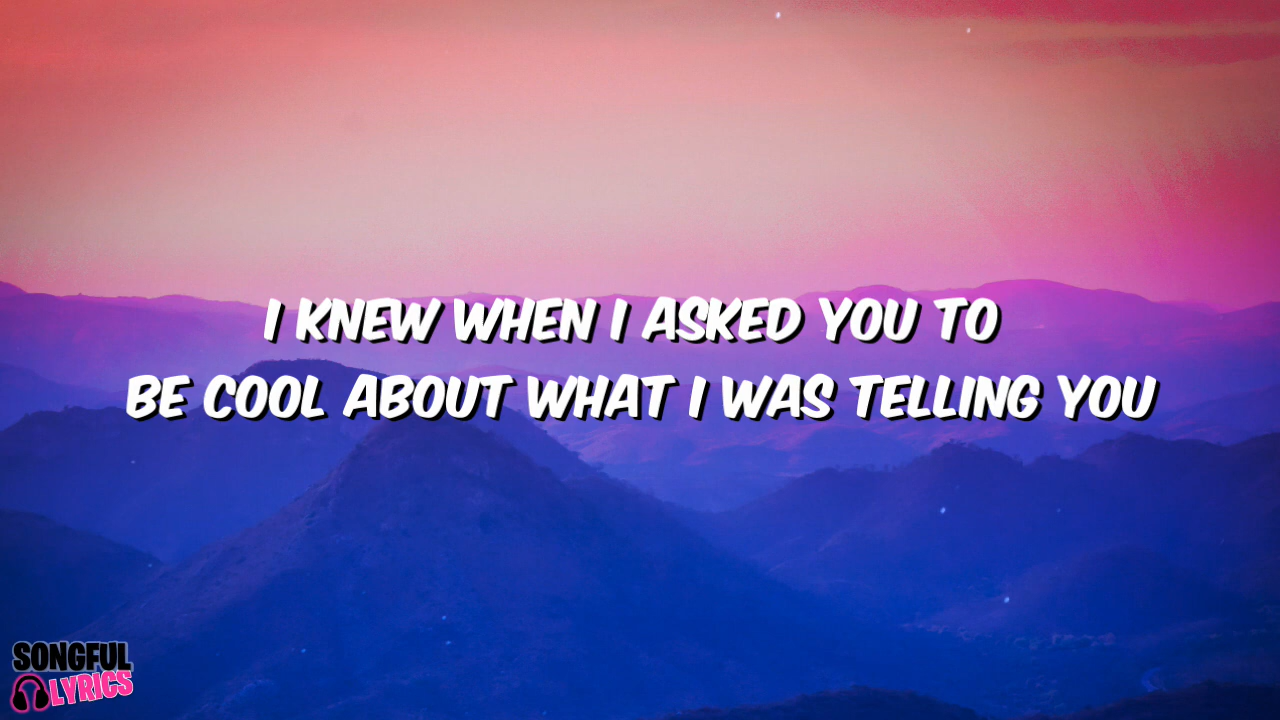 I KNEW WHEN I ASKED YOU TO
BE COOL ABOUT WHAT I WAS TELLING YOU
SONGFUL
LYRICS